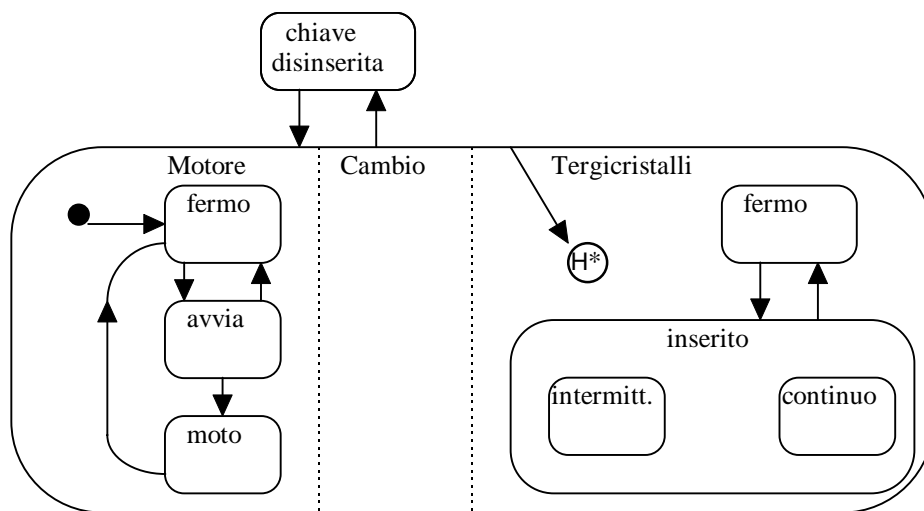 chiave
disinserita
Motore
Cambio
Tergicristalli
fermo
fermo
H*
avvia
inserito
intermitt.
continuo
moto